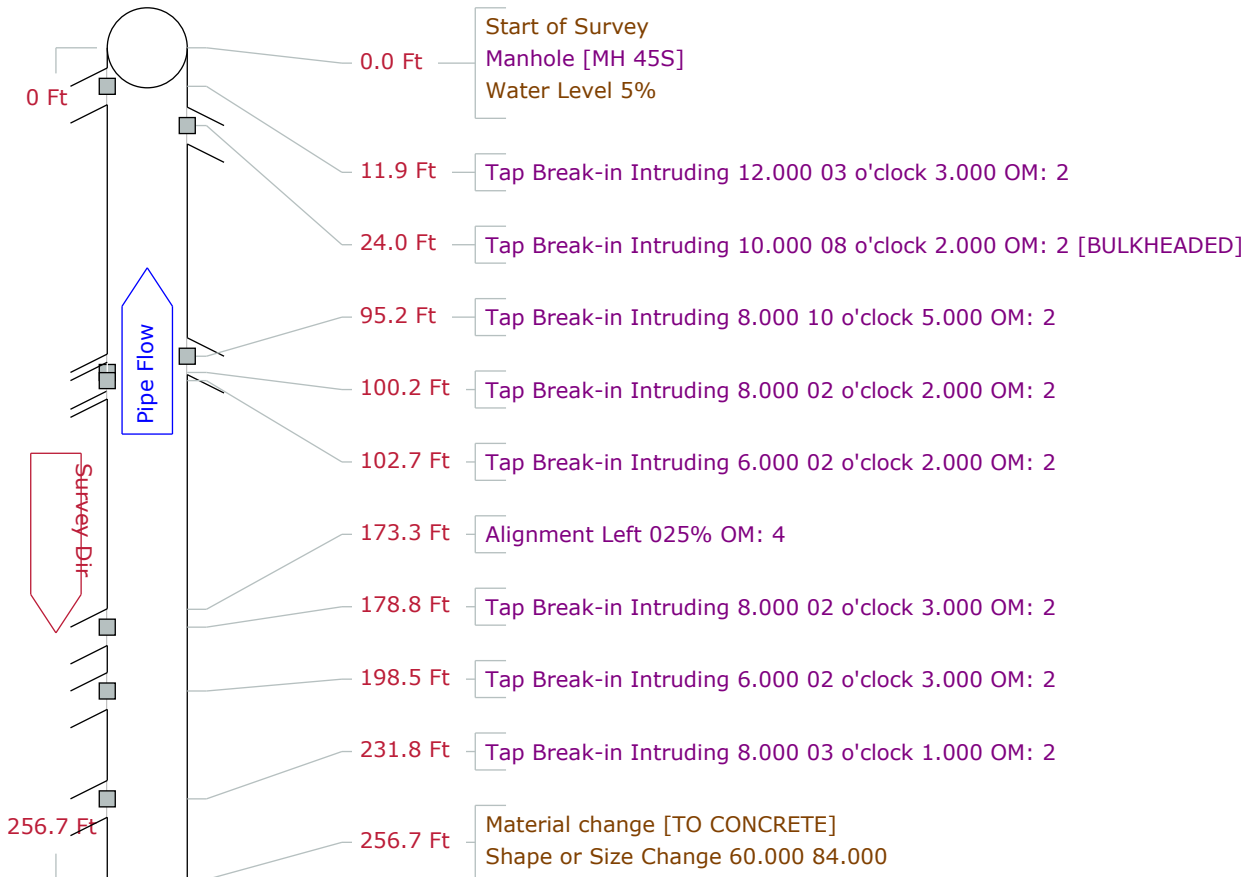 Start of Survey
0.0 Ft
Manhole [MH 45S]
Water Level 5%
0 Ft
11.9 Ft Tap Break-in Intruding 12.000 03 o'clock 3.000 OM: 2
24.0 Ft Tap Break-in Intruding 10.000 08 o'clock 2.000 OM: 2 [BULKHEADED]
95.2 Ft Tap Break-in Intruding 8.000 10 o'clock 5.000 OM: 2
Pipe Flow
100.2 Ft Tap Break-in Intruding 8.000 02 o'clock 2.000 OM: 2
102.7 Ft Tap Break-in Intruding 6.000 02 o'clock 2.000 OM: 2
Survey Dir
173.3 Ft Alignment Left 025% OM: 4
178.8 Ft Tap Break-in Intruding 8.000 02 o'clock 3.000 OM: 2
198.5 Ft Tap Break-in Intruding 6.000 02 o'clock 3.000 OM: 2
231.8 Ft Tap Break-in Intruding 8.000 03 o'clock 1.000 OM: 2
256.7 Ft
Material change [TO CONCRETE]
256.7 Ft
Shape or Size Change 60.000 84.000